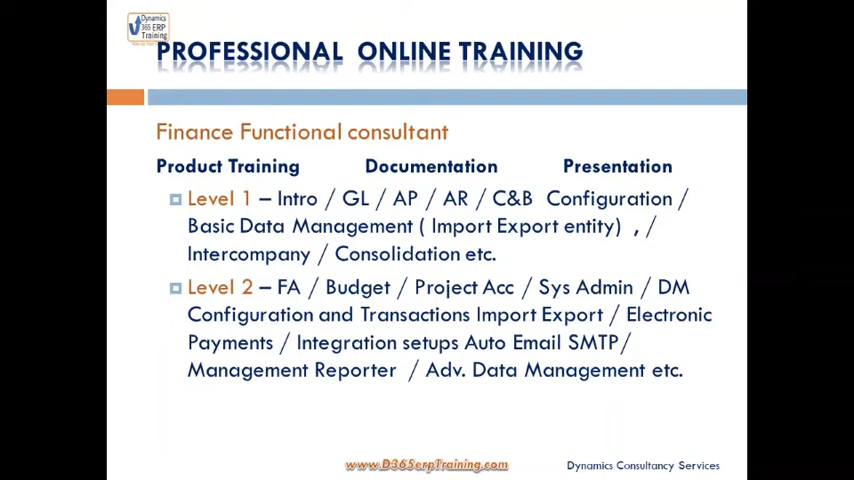 Dynamics
365 ERP
Training
PROFESSIONAL ONLINE TRAINING
Finance Functional consultant
Product Training Documentation Presentation
Level 1 – Intro / GL / AP / AR / C&B Configuration /
Basic Data Management ( Import Export entity) , /
Intercompany / Consolidation etc.
Level 2 – FA / Budget / Project Acc / Sys Admin / DM
Configuration and Transactions Import Export / Electronic
Payments / Integration setups Auto Email SMTP/
Management Reporter / Adv. Data Management etc.
www.D365erpTraining.com Dynamics Consultancy Services